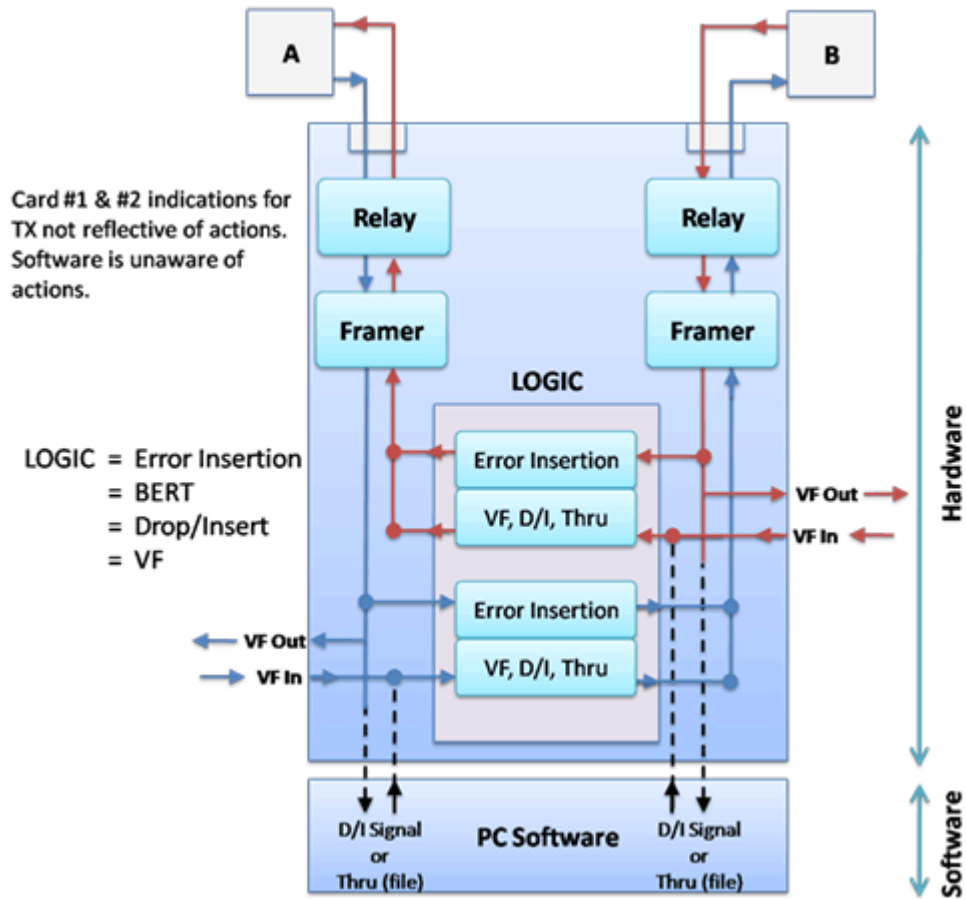 A
B
Card #1 & #2 indications for
TX not reflective of actions.
Software is unaware of
actions.
Relay
Relay
Framer
Framer
LOGIC
LOGIC = Error Insertion
= BERT
= Drop/Insert
= VF
Error Insertion
VF, D/I, Thru
Error Insertion
VF, D/I, Thru
VF Out
VF In
VF Out
VF In
Hardware
D/I Signal
or
Thru (file)
PC Software
D/I Signal
or
Thru (file)
Software